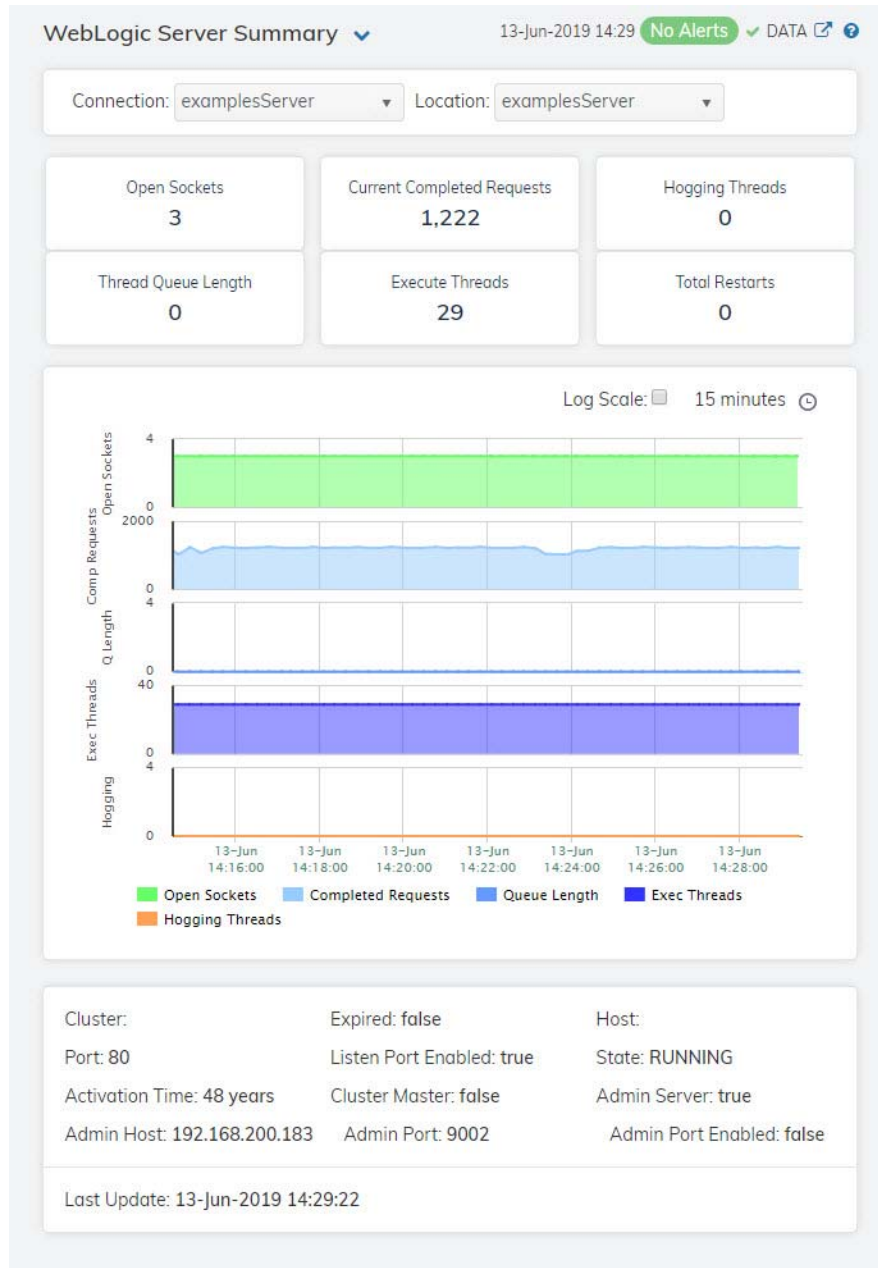 WebLogic Server Summary 13-Jun-2019 14:29 No Alerts DATA ?
Connection: examplesServer Location: examplesServer
Open Sockets Current Completed Requests Hogging Threads
3 1,222 0
Thread Queue Length Execute Threads Total Restarts
0 29 0
Log Scale: 15 minutes
Open Sockets
4
0
Comp Requests
2000
0
Q Length
4
0
Exec Threads
40
0
Hogging
4
0
13-Jun 13-Jun 13-Jun 13-Jun 13-Jun 13-Jun 13-Jun
14:16:00 14:18:00 14:20:00 14:22:00 14:24:00 14:26:00 14:28:00
Open Sockets Completed Requests Queue Length Exec Threads
Hogging Threads
Cluster: Expired: false Host:
Port: 80 Listen Port Enabled: true State: RUNNING
Activation Time: 48 years Cluster Master: false Admin Server: true
Admin Host: 192.168.200.183 Admin Port: 9002 Admin Port Enabled: false
Last Update: 13-Jun-2019 14:29:22